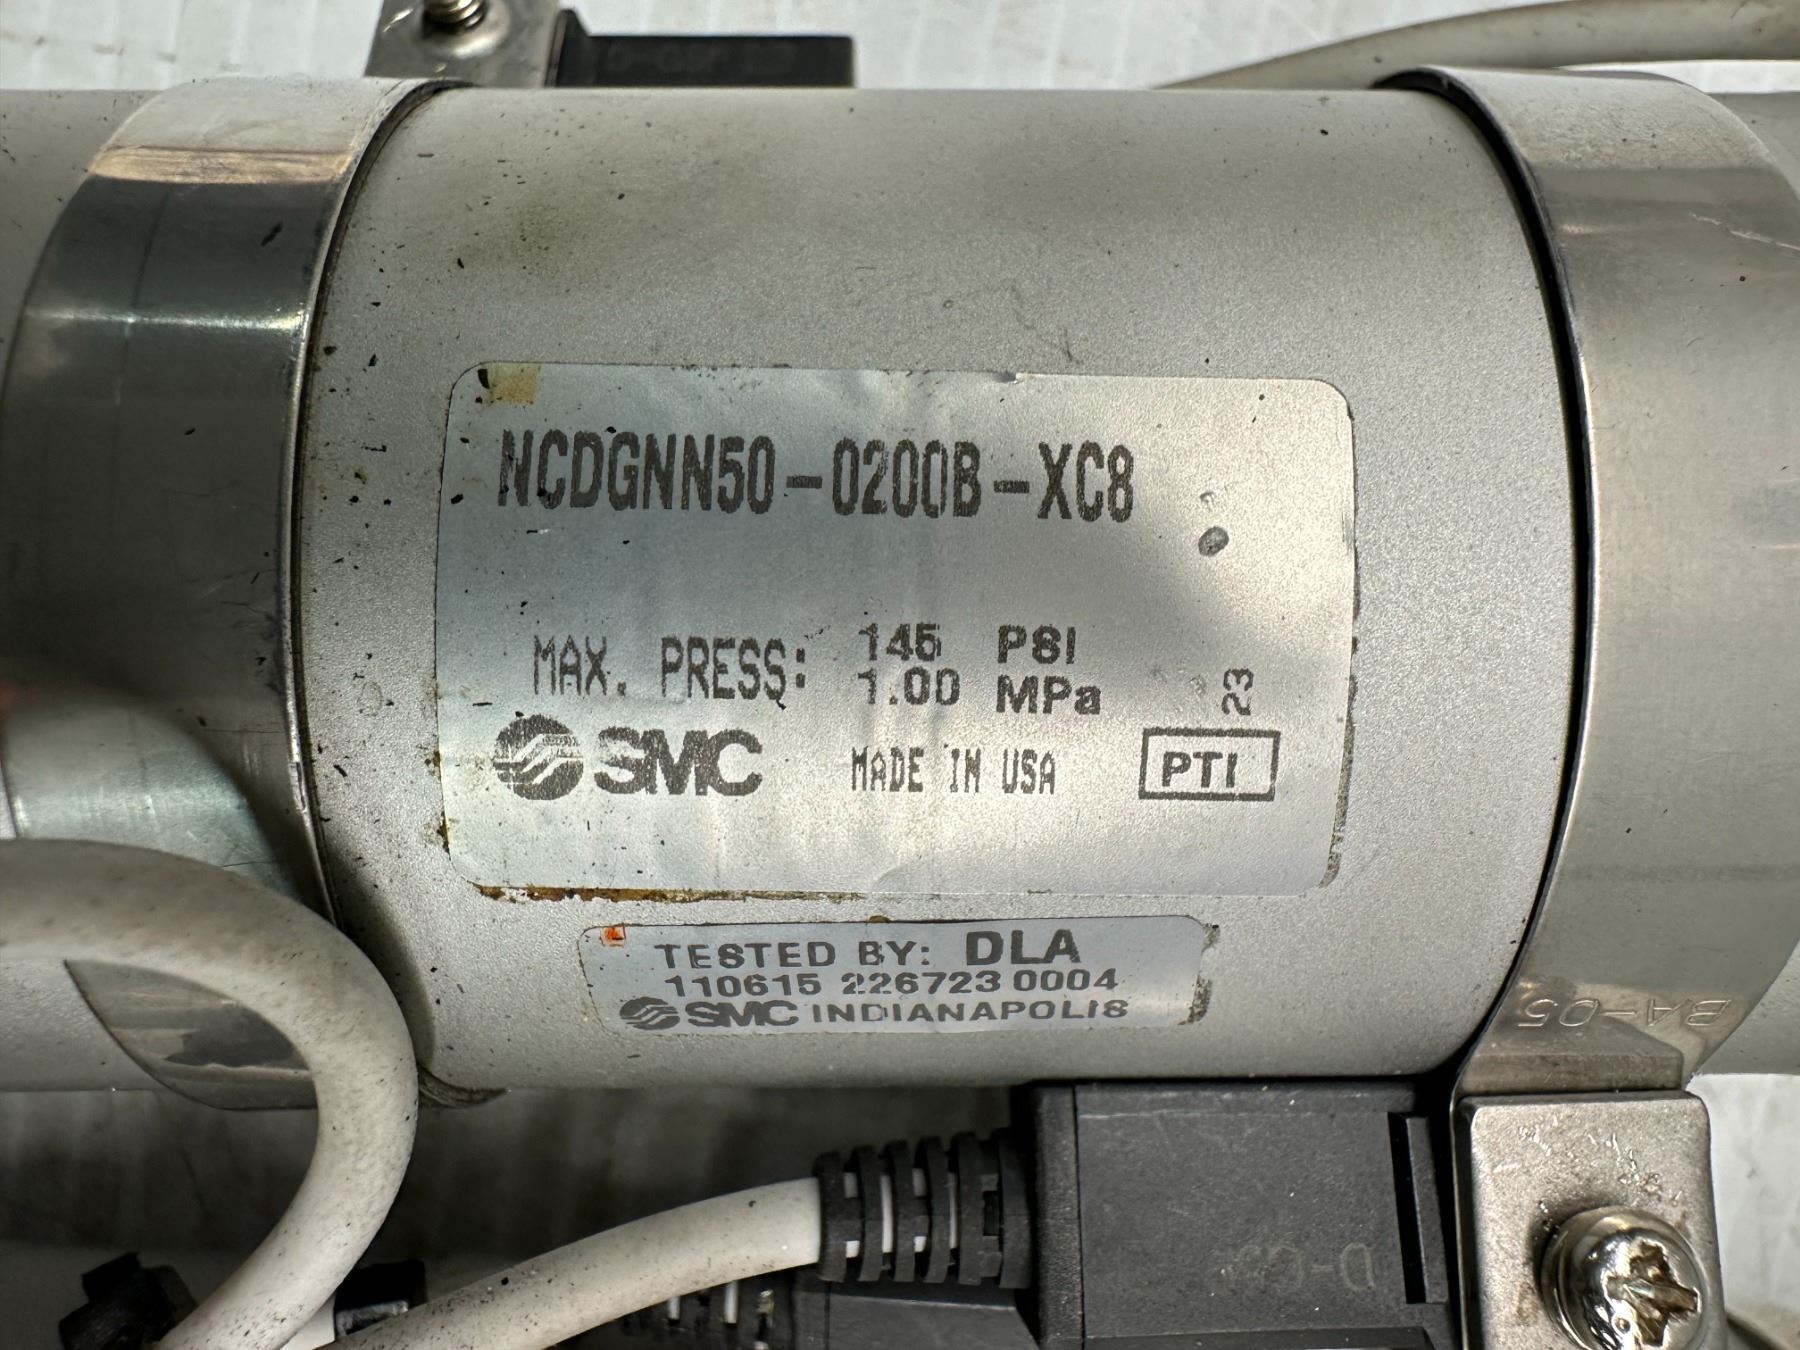 NCDGNN50-0200B-XC8
MAX. PRESS: 145 PSI
1.00 MPa
23
SMC MADE IN USA PTI
TESTED BY: DLA
110615 226723 0004
SMC INDIANAPOLIS
BA-05